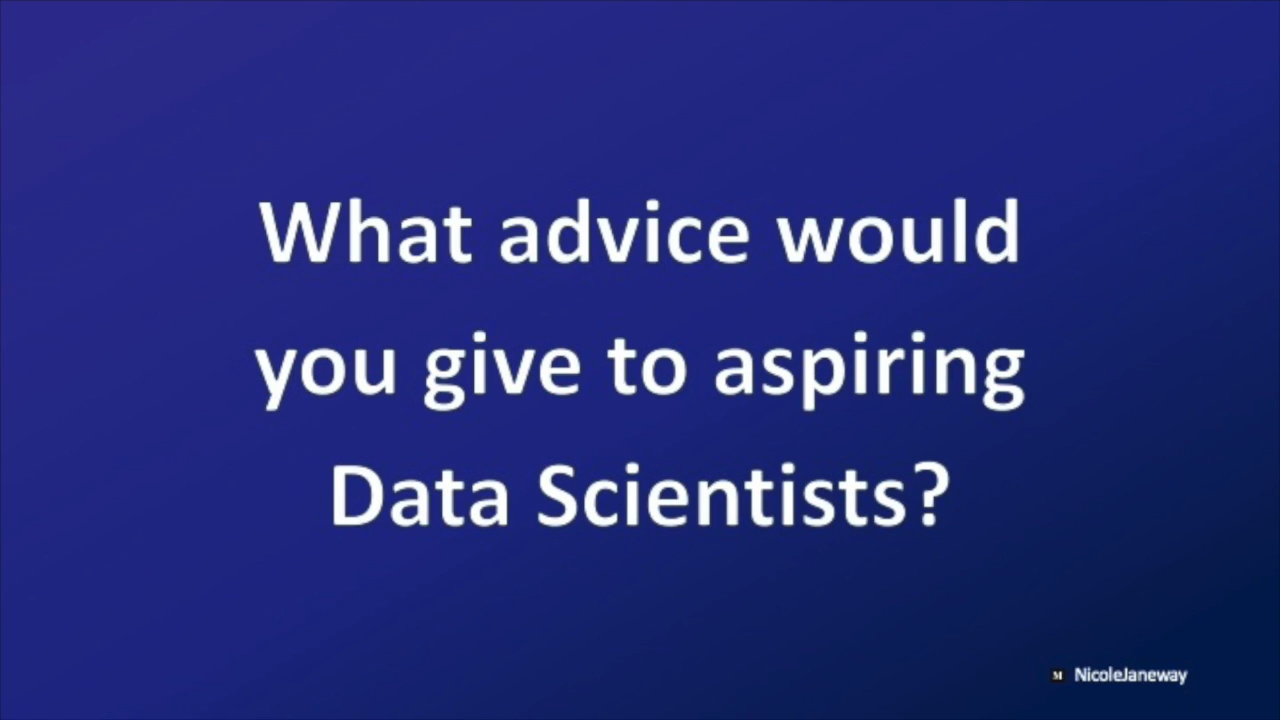 What advice would
you give to aspiring
Data Scientists?
M NicoleJaneway